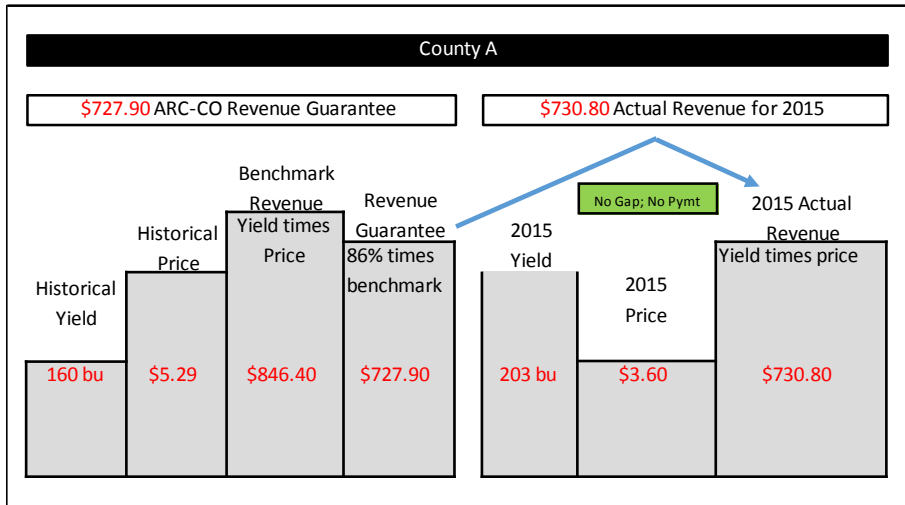 County A
$727.90 ARC-CO Revenue Guarantee
$730.80 Actual Revenue for 2015
Historical
Yield
160 bu
Historical
Price
$5.29
Benchmark
Revenue
Yield times
Price
$846.40
Revenue
Guarantee
86% times
benchmark
$727.90
No Gap; No Pymt
2015
Yield
203 bu
2015
Price
$3.60
2015 Actual
Revenue
Yield times price
$730.80